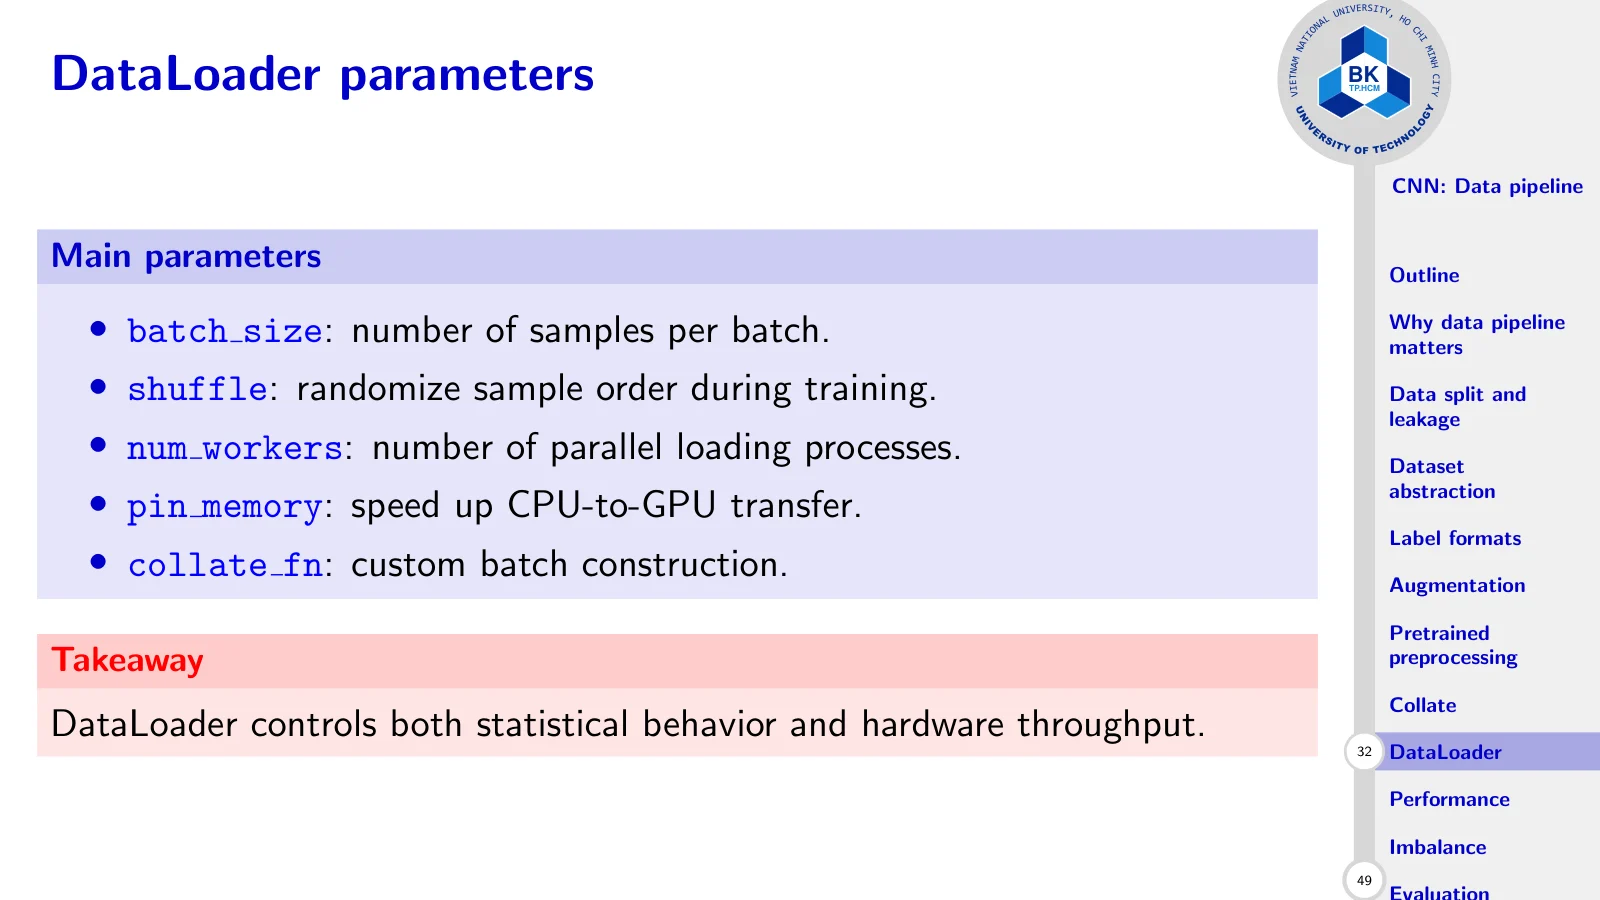 DataLoader parameters
Main parameters
• batch_size: number of samples per batch.
• shuffle: randomize sample order during training.
• num_workers: number of parallel loading processes.
• pin_memory: speed up CPU-to-GPU transfer.
• collate_fn: custom batch construction.
Takeaway
DataLoader controls both statistical behavior and hardware throughput.
VIETNAM NATIONAL UNIVERSITY, HO CHI MINH CITY
BK
TP.HCM
UNIVERSITY OF TECHNOLOGY
CNN: Data pipeline
Outline
Why data pipeline
matters
Data split and
leakage
Dataset
abstraction
Label formats
Augmentation
Pretrained
preprocessing
Collate
32 DataLoader
Performance
Imbalance
49
Evaluation